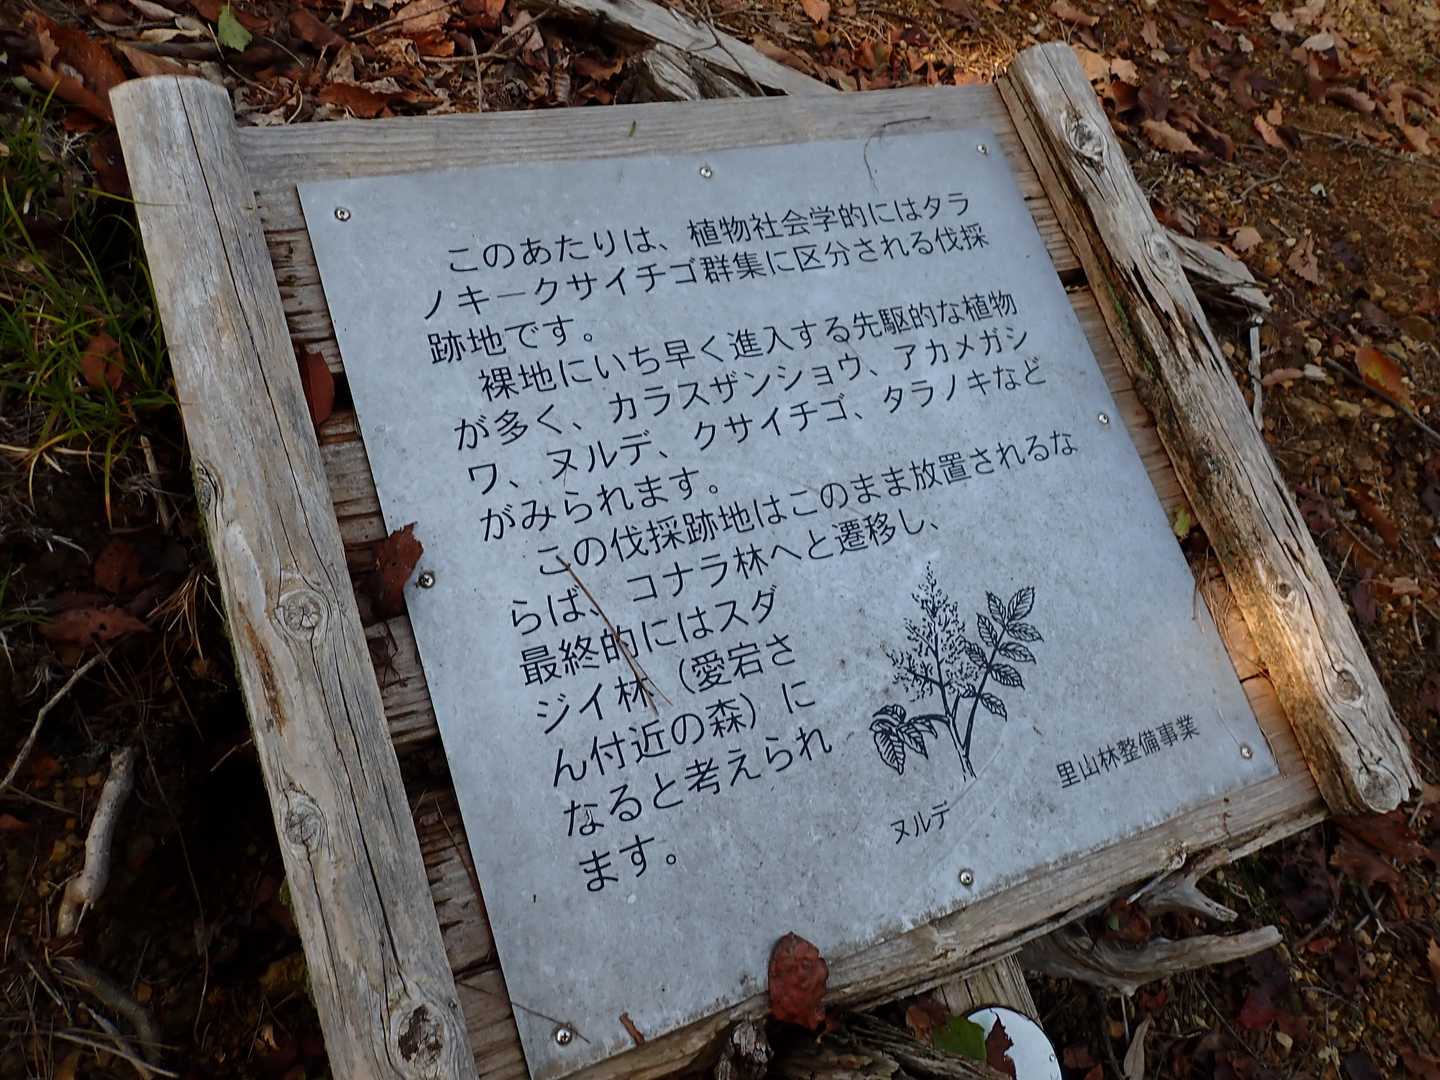 このあたりは、植物社会学的にはタラ
ノキ－クサイチゴ群集に区分される伐採
跡地です。
裸地にいち早く進入する先駆的な植物
が多く、カラスザンショウ、アカメガシ
ワ、ヌルデ、クサイチゴ、タラノキなど
がみられます。
この伐採跡地はこのまま放置されるな
らば、コナラ林へと遷移し、
最終的にはスダ
ジイ林（愛宕さ
ん付近の森）に
なると考えられ
ます。
ヌルデ
里山林整備事業